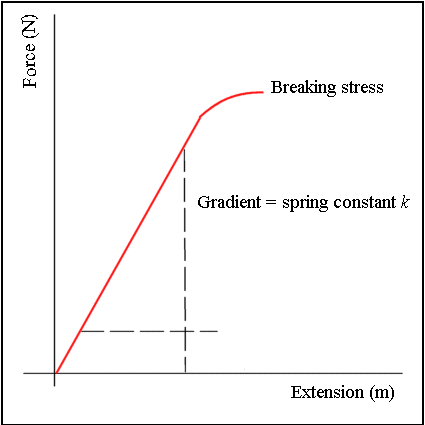 Force (N)
Breaking stress
Gradient = spring constant k
Extension (m)